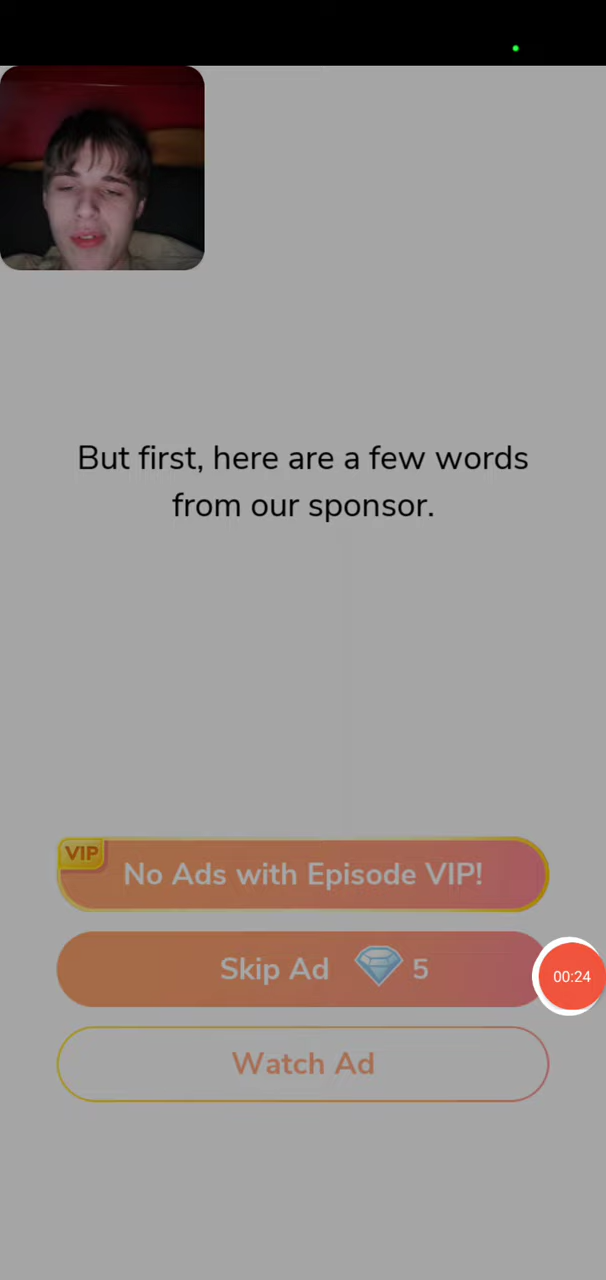 But first, here are a few words
from our sponsor.
VIP
No Ads with Episode VIP!
Skip Ad 5
00:24
Watch Ad